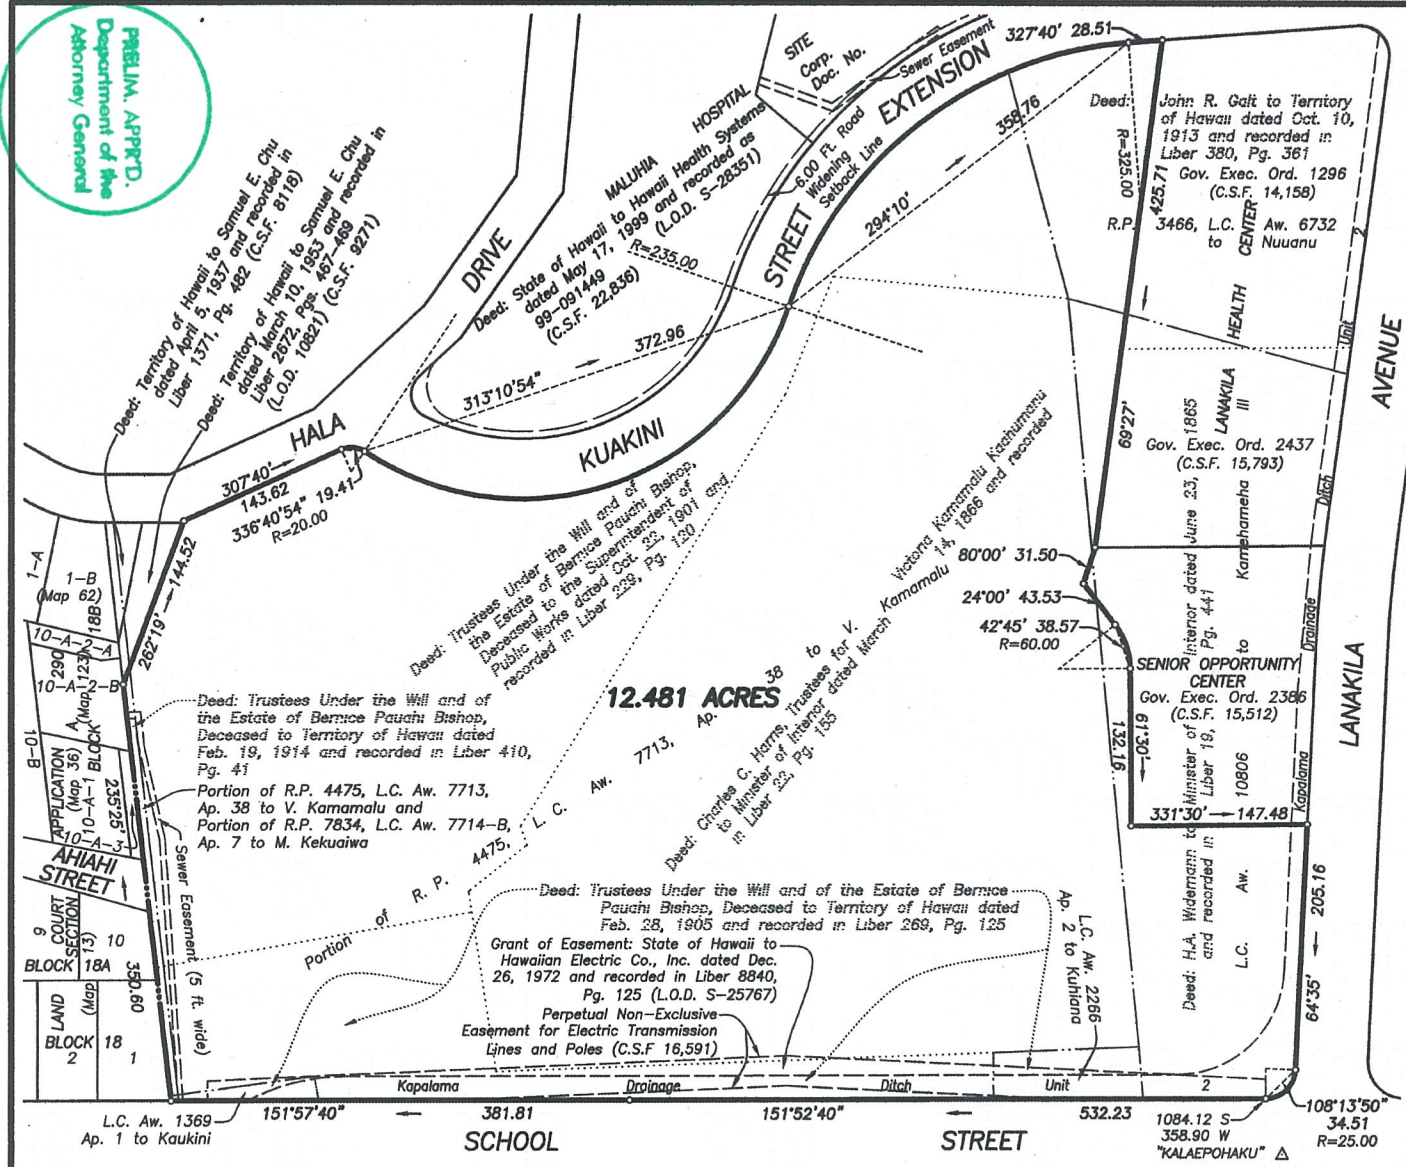 PRELIM. APPR'D.
Department of the
Attorney General
Deed: Territory of Hawaii to Samuel E. Chu
dated April 5, 1937 and recorded in
Liber 1371, Pg. 482 (C.S.F. 8118)
Deed: Territory of Hawaii to Samuel E. Chu
dated March 10, 1953 and recorded in
Liber 2672, Pgs. 467-469
(L.O.D. 10821) (C.S.F. 9271)
HALA
DRIVE
MALUHIA
HOSPITAL
Deed: State of Hawaii to Hawaii Health Systems
dated May 17, 1999 and recorded as
99-091449
(L.O.D. S-28351)
(C.S.F. 22,836)
SITE
Corp.
Doc. No.
Sewer Easement
6.00 Ft. Road
Widening
Setback Line
KUAKINI
STREET
EXTENSION
327°40' 28.51
358.76
294°10'
R=235.00
372.96
313°10'54"
R=325.00
425.71
69°27'
Deed:
John R. Galt to Territory
of Hawaii dated Oct. 10,
1913 and recorded in
Liber 380, Pg. 361
Gov. Exec. Ord. 1296
(C.S.F. 14,158)
R.P. 3466, L.C. Aw. 6732
to Nuuanu
LANAKILA HEALTH CENTER
III
Gov. Exec. Ord. 2437
(C.S.F. 15,793)
Unit 2
Ditch
Drainage
Kapalama
LANAKILA
AVENUE
307°40'
143.62
336°40'54" 19.41
R=20.00
262°19' 144.52
1-A
1-B
(Map 62)
18B
10-A-2-A
290
(Map 123)
10-A-2-B
A
BLOCK
10-B
APPLICATION
(Map 36)
10-A-1
10-A-3
235°25'
350.60
AHIAHI
STREET
9
COURT
SECTION
(Map 13)
10
BLOCK 18A
LAND
(Map
BLOCK 18
2
1
Sewer Easement (5 ft. wide)
Deed: Trustees Under the Will and of
the Estate of Bernice Pauahi Bishop,
Deceased to the Superintendent of
Public Works dated Oct. 22, 1901 and
recorded in Liber 229, Pg. 120
Deed: Trustees Under the Will and of
the Estate of Bernice Pauahi Bishop,
Deceased to Territory of Hawaii dated
Feb. 19, 1914 and recorded in Liber 410,
Pg. 41
Portion of R.P. 4475, L.C. Aw. 7713,
Ap. 38 to V. Kamamalu and
Portion of R.P. 7834, L.C. Aw. 7714-B,
Ap. 7 to M. Kekuaiwa
12.481 ACRES
Portion of R. P. 4475, L. C. Aw. 7713, Ap. 38 to V. Kamamalu
Deed: Charles C. Harris, Trustees for Victoria Kamamalu Kaahumanu
to Minister of Interior dated March 14, 1866 and recorded
in Liber 22, Pg. 155
80°00' 31.50
24°00' 43.53
42°45' 38.57
R=60.00
SENIOR OPPORTUNITY
CENTER
Gov. Exec. Ord. 2386
(C.S.F. 15,512)
61°30'
132.16
331°30' 147.48
Deed: H.A. Widemann to Minister of Interior dated June 23, 1865
and recorded in Liber 19, Pg. 441
L.C. Aw. 10806 to Kamehameha
205.16
64°35'
Deed: Trustees Under the Will and of the Estate of Bernice
Pauahi Bishop, Deceased to Territory of Hawaii dated
Feb. 28, 1905 and recorded in Liber 269, Pg. 125
Grant of Easement: State of Hawaii to
Hawaiian Electric Co., Inc. dated Dec.
26, 1972 and recorded in Liber 8840,
Pg. 125 (L.O.D. S-25767)
Perpetual Non-Exclusive
Easement for Electric Transmission
Lines and Poles (C.S.F 16,591)
L.C. Aw. 2266
Ap. 2 to Kuhiana
Kapalama Drainage Ditch Unit 2
L.C. Aw. 1369
Ap. 1 to Kaukini
151°57'40" 381.81
151°52'40" 532.23
SCHOOL STREET
1084.12 S
358.90 W
"KALAEPOHAKU"
108°13'50"
34.51
R=25.00